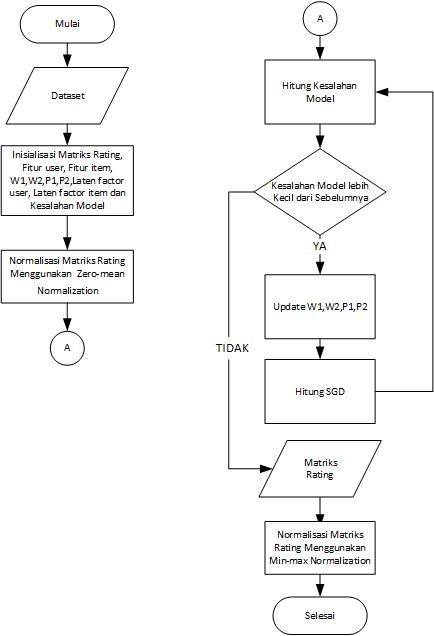 Mulai
Dataset
Inisialisasi Matriks Rating,
Fitur user, Fitur item,
W1,W2,P1,P2,Laten factor
user, Laten factor item dan
Kesalahan Model
Normalisasi Matriks Rating
Menggunakan Zero-mean
Normalization
A
A
Hitung Kesalahan
Model
Kesalahan Model lebih
Kecil dari Sebelumnya
YA
Update W1,W2,P1,P2
TIDAK
Hitung SGD
Matriks
Rating
Normalisasi Matriks
Rating Menggunakan
Min-max Normalization
Selesai